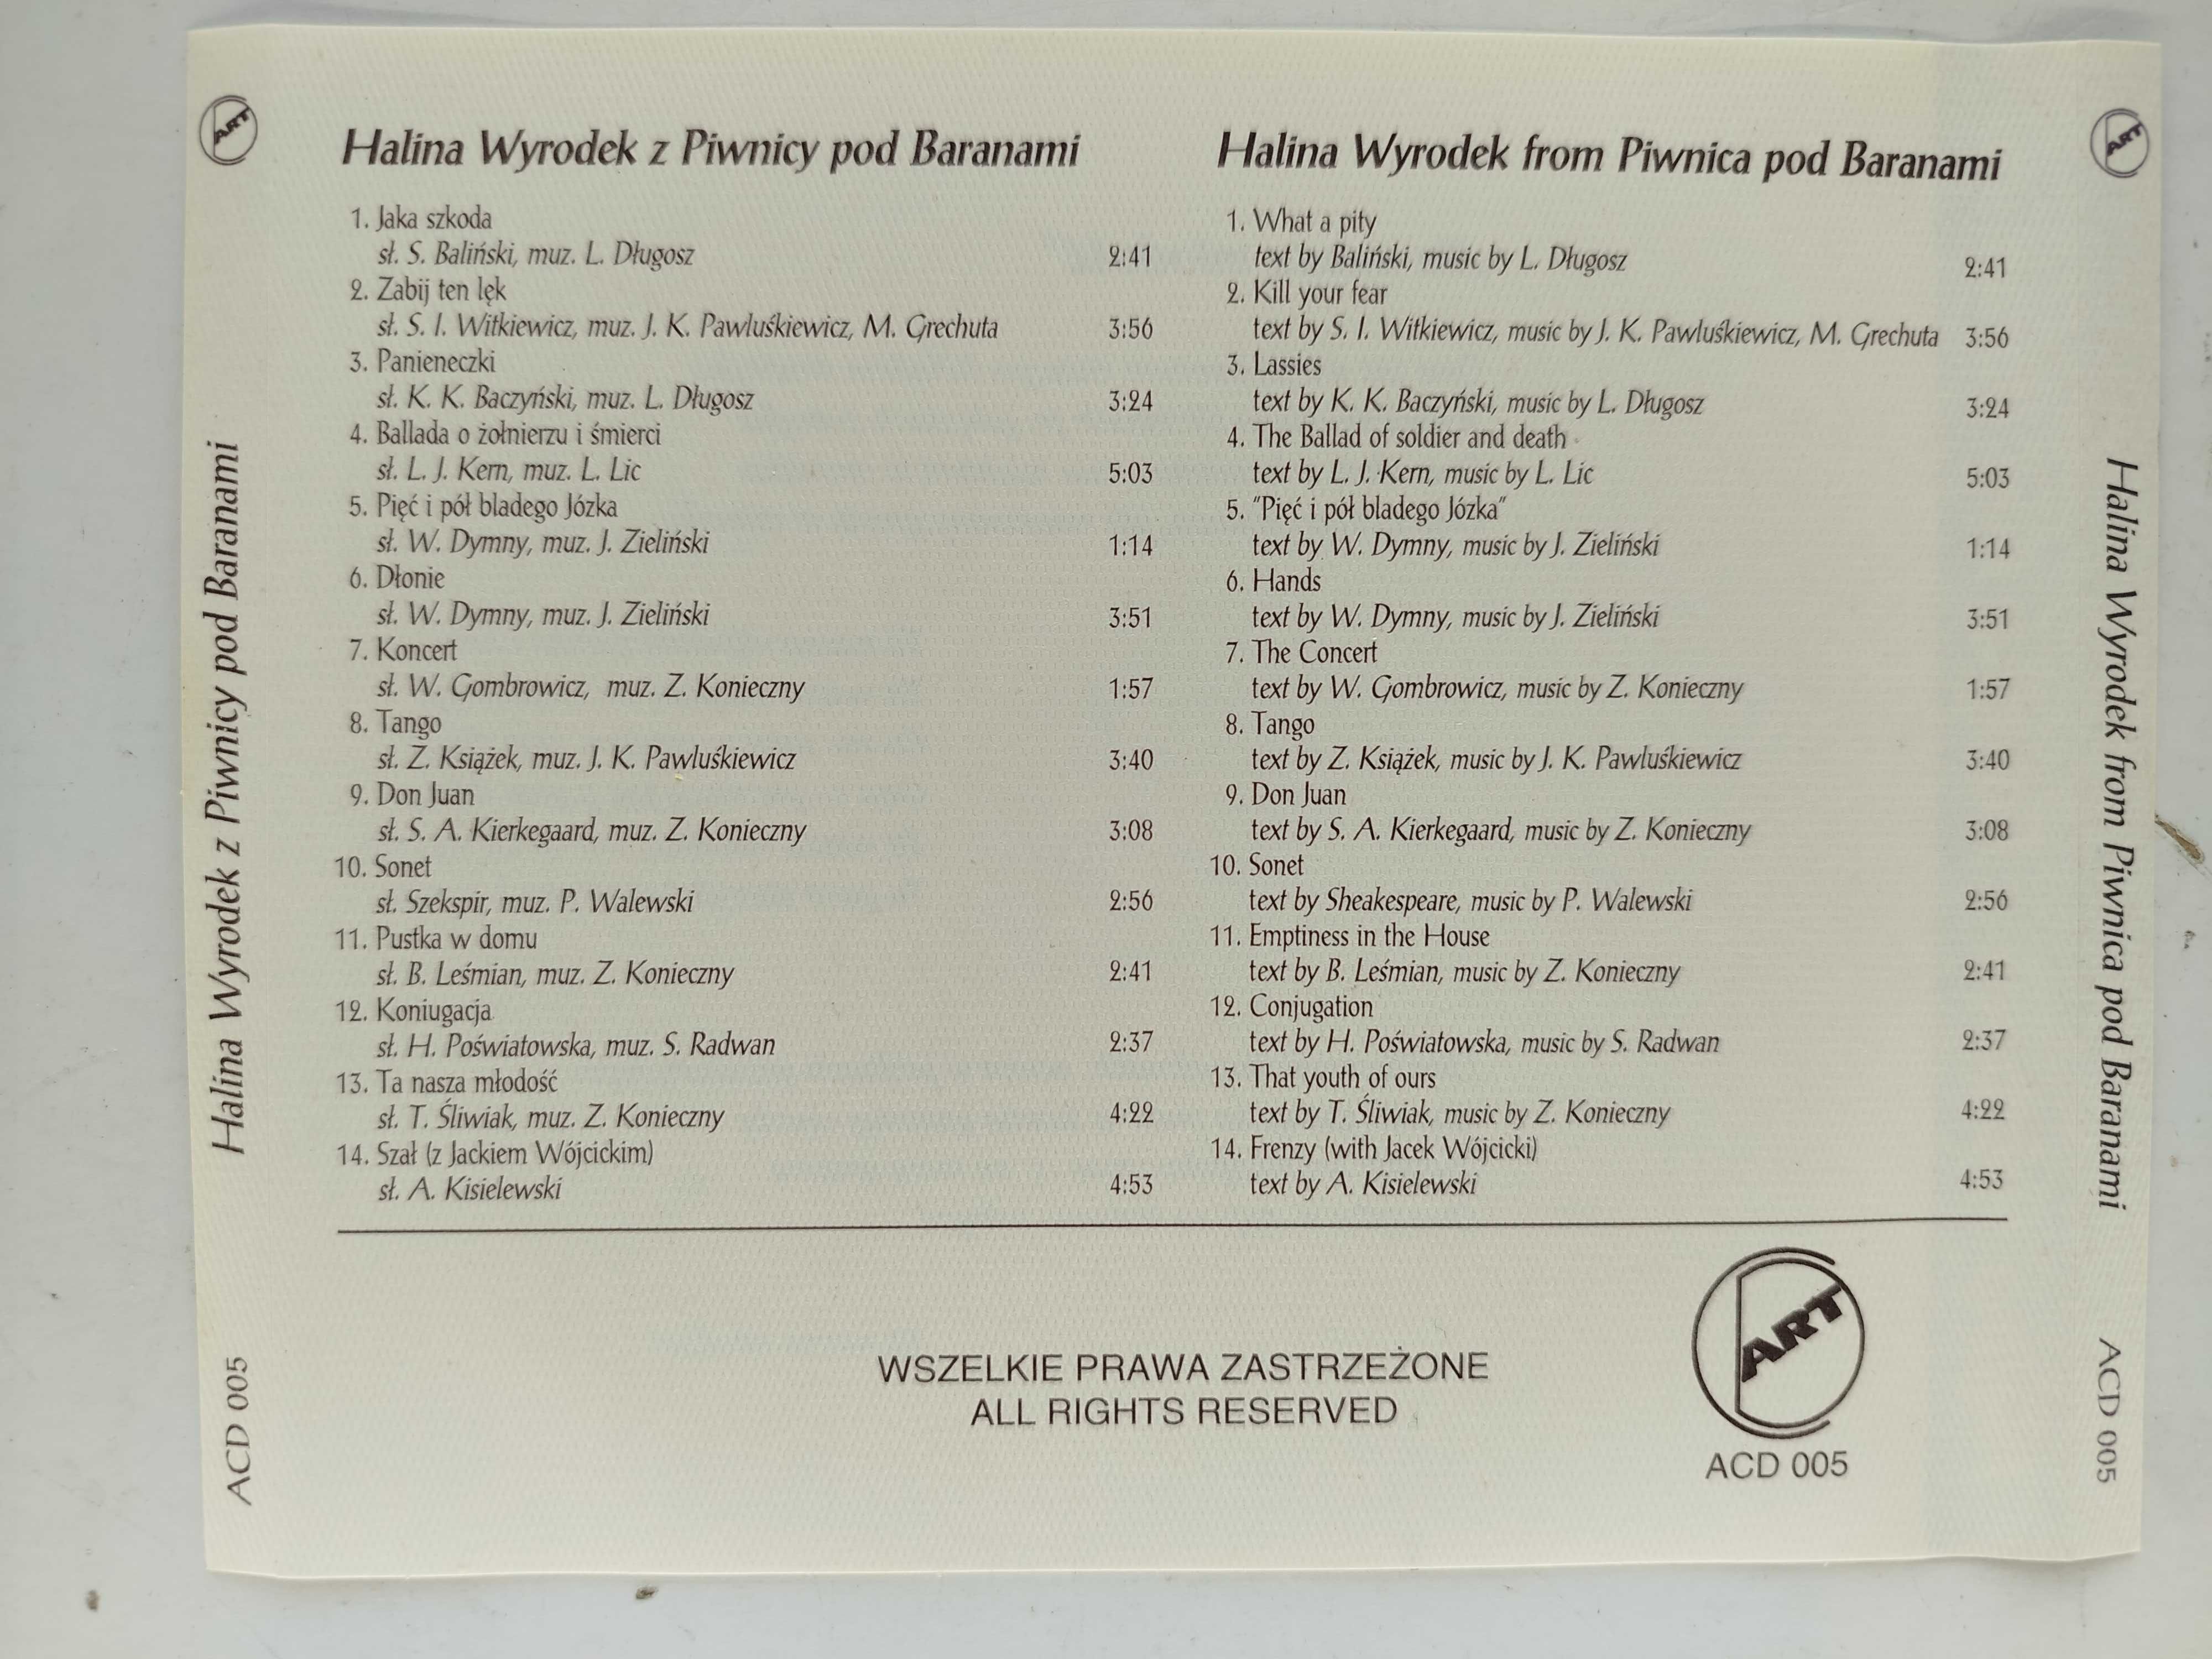 Halina Wyrodek z Piwnicy pod Baranami
1. Jaka szkoda
sł. S. Baliński, muz. L. Długosz 2:41
2. Zabij ten lęk
sł. S. I. Witkiewicz, muz. J. K. Pawluśkiewicz, M. Grechuta 3:56
3. Panieneczki
sł. K. K. Baczyński, muz. L. Długosz 3:24
4. Ballada o żołnierzu i śmierci
sł. L. J. Kern, muz. L. Lic 5:03
5. Pięć i pół bladego Józka
sł. W. Dymny, muz. J. Zieliński 1:14
6. Dłonie
sł. W. Dymny, muz. J. Zieliński 3:51
7. Koncert
sł. W. Gombrowicz, muz. Z. Konieczny 1:57
8. Tango
sł. Z. Książek, muz. J. K. Pawluśkiewicz 3:40
9. Don Juan
sł. S. A. Kierkegaard, muz. Z. Konieczny 3:08
10. Sonet
sł. Szekspir, muz. P. Walewski 2:56
11. Pustka w domu
sł. B. Leśmian, muz. Z. Konieczny 2:41
12. Koniugacja
sł. H. Poświatowska, muz. S. Radwan 2:37
13. Ta nasza młodość
sł. T. Śliwiak, muz. Z. Konieczny 4:22
14. Szał (z Jackiem Wójcickim)
sł. A. Kisielewski 4:53
Halina Wyrodek from Piwnica pod Baranami
1. What a pity
text by Baliński, music by L. Długosz 2:41
2. Kill your fear
text by S. I. Witkiewicz, music by J. K. Pawluśkiewicz, M. Grechuta 3:56
3. Lassies
text by K. K. Baczyński, music by L. Długosz 3:24
4. The Ballad of soldier and death
text by L. J. Kern, music by L. Lic 5:03
5. "Pięć i pół bladego Józka"
text by W. Dymny, music by J. Zieliński 1:14
6. Hands
text by W. Dymny, music by J. Zieliński 3:51
7. The Concert
text by W. Gombrowicz, music by Z. Konieczny 1:57
8. Tango
text by Z. Książek, music by J. K. Pawluśkiewicz 3:40
9. Don Juan
text by S. A. Kierkegaard, music by Z. Konieczny 3:08
10. Sonet
text by Sheakespeare, music by P. Walewski 2:56
11. Emptiness in the House
text by B. Leśmian, music by Z. Konieczny 2:41
12. Conjugation
text by H. Poświatowska, music by S. Radwan 2:37
13. That youth of ours
text by T. Śliwiak, music by Z. Konieczny 4:22
14. Frenzy (with Jacek Wójcicki)
text by A. Kisielewski 4:53
WSZELKIE PRAWA ZASTRZEŻONE
ALL RIGHTS RESERVED
ART
ACD 005
ART
Halina Wyrodek z Piwnicy pod Baranami
ACD 005
ART
Halina Wyrodek from Piwnica pod Baranami
ACD 005